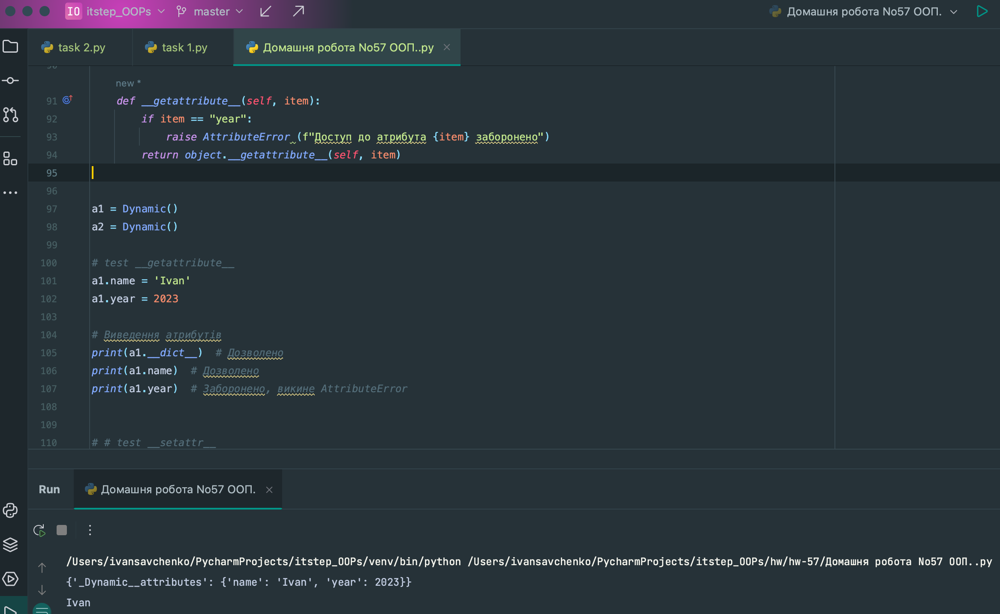 IO itstep_OOPs master Домашня робота No57 ООП.
task 2.py task 1.py Домашня робота No57 ООП..py
new *
91 def __getattribute__(self, item):
92 if item == "year":
93 raise AttributeError (f"Доступ до атрибута {item} заборонено")
94 return object.__getattribute__(self, item)
95
96
97 a1 = Dynamic()
98 a2 = Dynamic()
99
100 # test __getattribute__
101 a1.name = 'Ivan'
102 a1.year = 2023
103
104 # Виведення атрибутів
105 print(a1.__dict__) # Дозволено
106 print(a1.name) # Дозволено
107 print(a1.year) # Заборонено, викине AttributeError
108
109
110 # # test __setattr__
Run Домашня робота No57 ООП.
/Users/ivansavchenko/PycharmProjects/itstep_OOPs/venv/bin/python /Users/ivansavchenko/PycharmProjects/itstep_OOPs/hw/hw-57/Домашня робота No57 ООП..py
{'_Dynamic__attributes': {'name': 'Ivan', 'year': 2023}}
Ivan